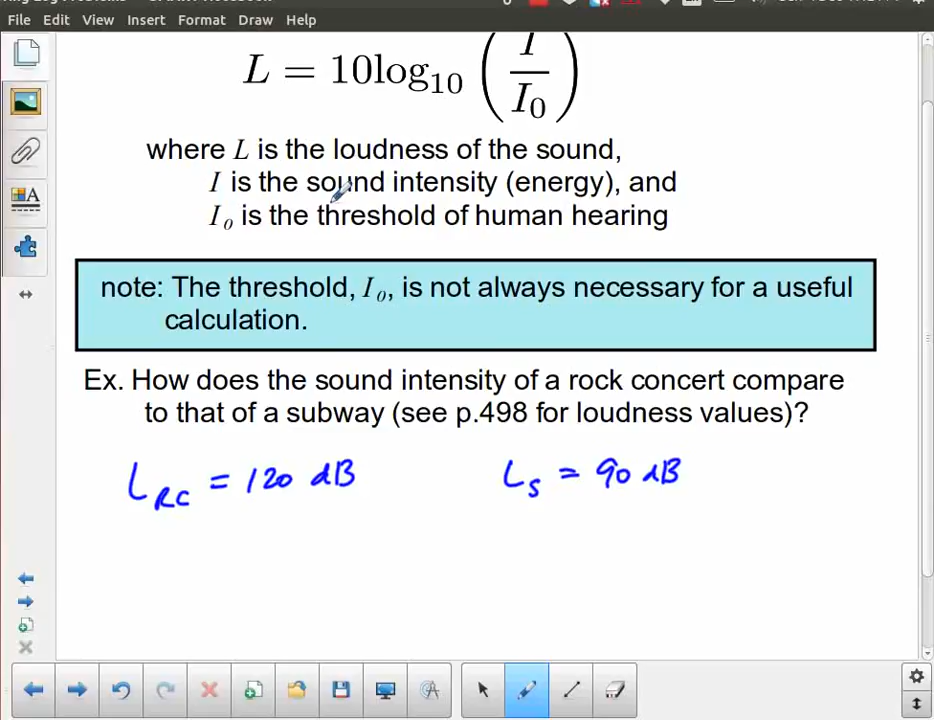 File Edit View Insert Format Draw Help
L = 10log₁₀ (I/I₀)
where L is the loudness of the sound,
I is the sound intensity (energy), and
I₀ is the threshold of human hearing
note: The threshold, I₀, is not always necessary for a useful
calculation.
Ex. How does the sound intensity of a rock concert compare
to that of a subway (see p.498 for loudness values)?
L_RC = 120 dB L_S = 90 dB